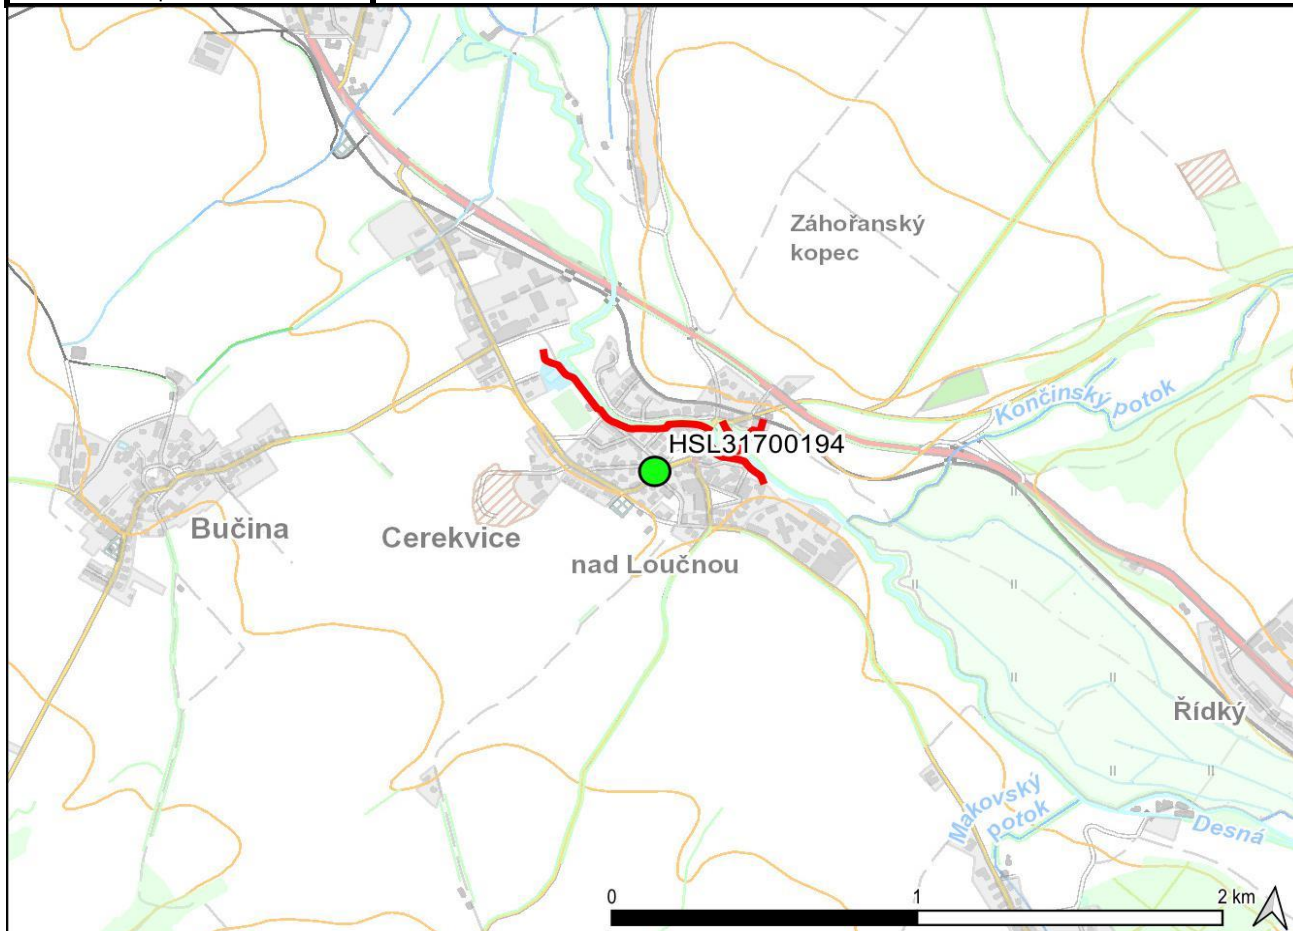 Záhořanský
kopec
Končinský potok
HSL31700194
Bučina
Cerekvice
nad Loučnou
Řídký
Makovský
potok
Desná
0 1 2 km